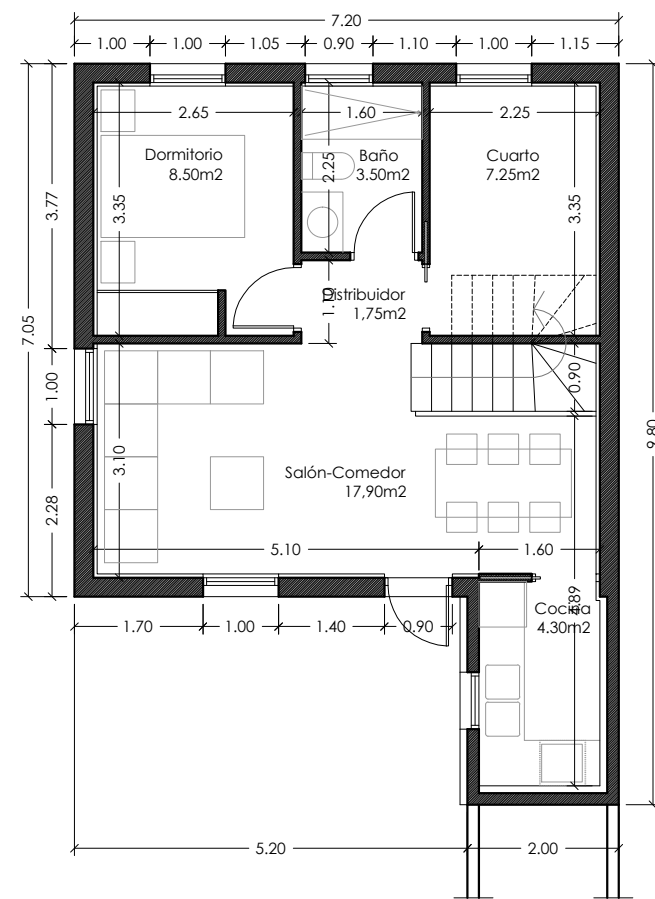 7.20
1.00 1.00 1.05 0.90 1.10 1.00 1.15
2.65 1.60 2.25
Dormitorio
8.50m2
Baño
3.50m2
Cuarto
7.25m2
2.25
3.77
3.35
3.35
Distribuidor
1,75m2
1.10
7.05
1.00
0.90
9.80
3.10
Salón-Comedor
17,90m2
2.28
5.10 1.60
Cocina
4.30m2
1.70 1.00 1.40 0.90
5.20 2.00